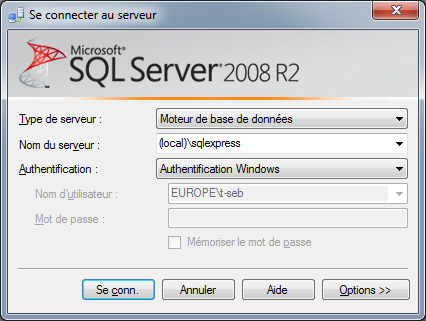 Se connecter au serveur
Microsoft®
SQL Server® 2008 R2
Type de serveur :
Moteur de base de données
Nom du serveur :
(local)\sqlexpress
Authentification :
Authentification Windows
Nom d'utilisateur :
EUROPE\t-seb
Mot de passe :
Mémoriser le mot de passe
Se conn.
Annuler
Aide
Options >>